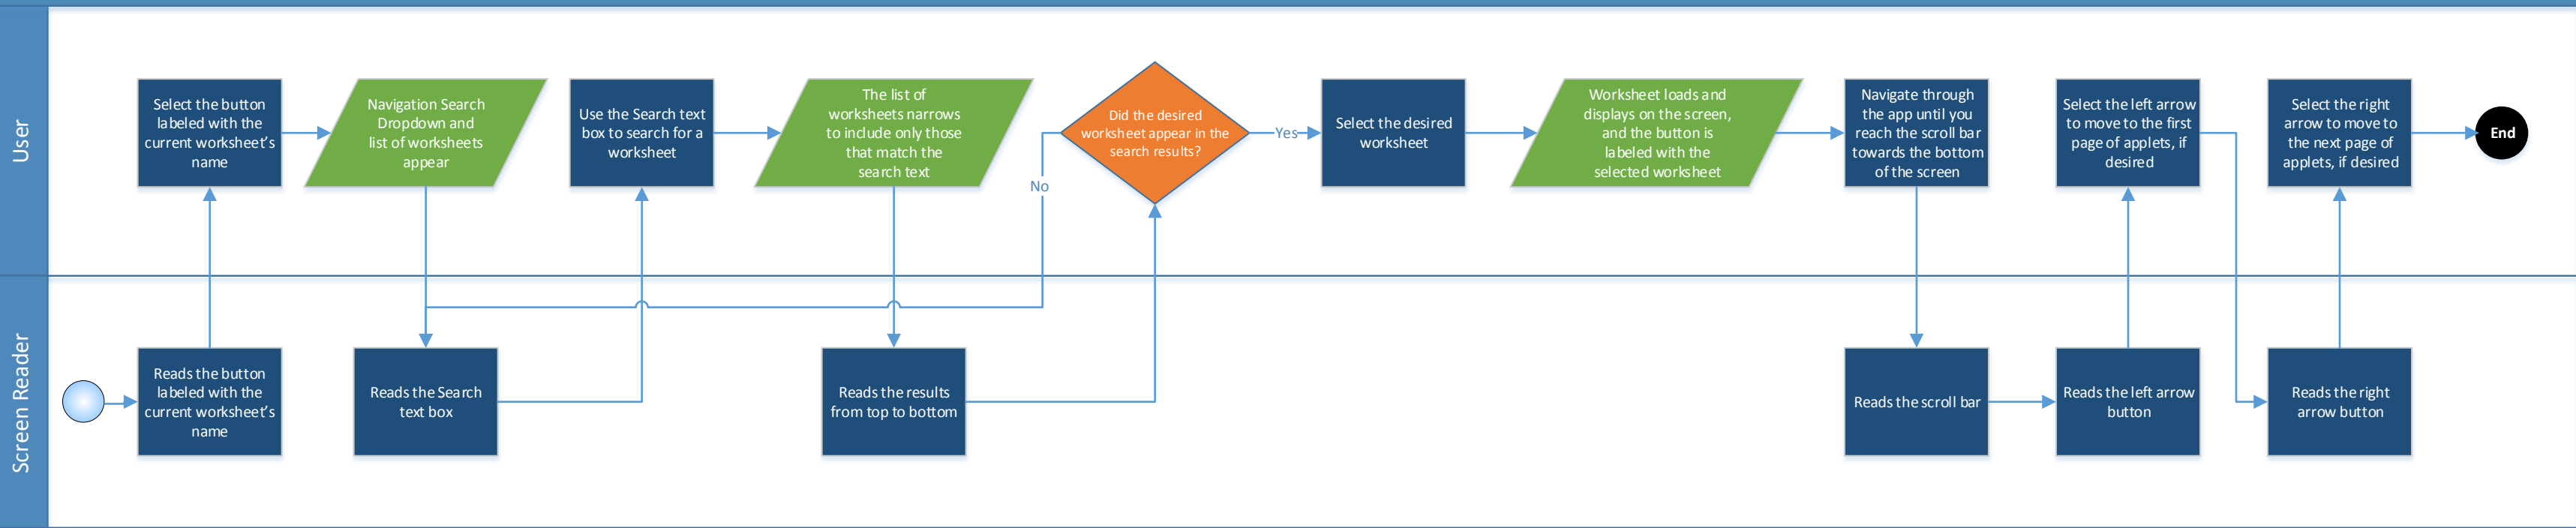 User
Select the button
labeled with the
current worksheet's
name
Navigation Search
Dropdown and
list of worksheets
appear
Use the Search text
box to search for a
worksheet
The list of
worksheets narrows
to include only those
that match the
search text
Did the desired
worksheet appear in the
search results?
Yes
No
Select the desired
worksheet
Worksheet loads and
displays on the screen,
and the button is
labeled with the
selected worksheet
Navigate through
the app until you
reach the scroll bar
towards the bottom
of the screen
Select the left arrow
to move to the first
page of applets, if
desired
Select the right
arrow to move to
the next page of
applets, if desired
End
Screen Reader
Reads the button
labeled with the
current worksheet's
name
Reads the Search
text box
Reads the results
from top to bottom
Reads the scroll bar
Reads the left arrow
button
Reads the right
arrow button